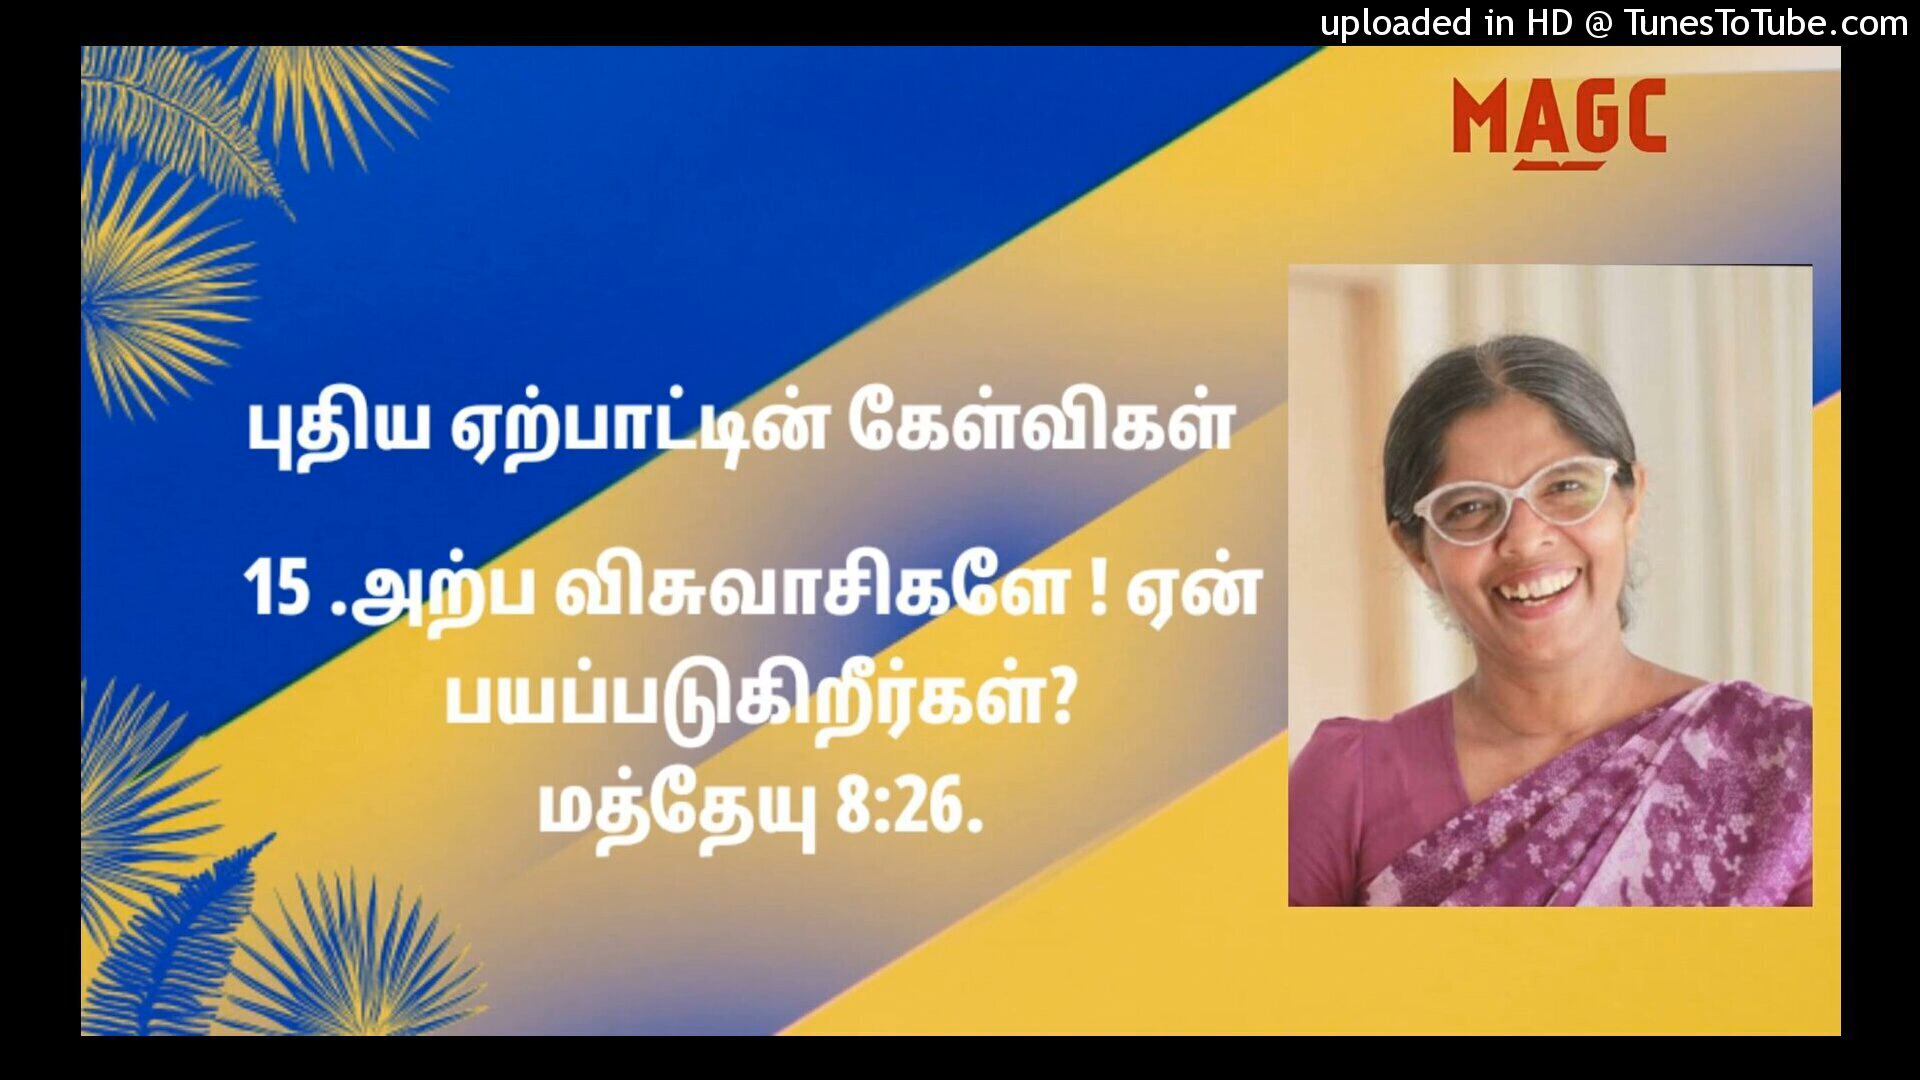 uploaded in HD @ TunesToTube.com
MAGC
புதிய ஏற்பாட்டின் கேள்விகள்
15 .அற்ப விசுவாசிகளே ! ஏன்
பயப்படுகிறீர்கள்?
மத்தேயு 8:26.